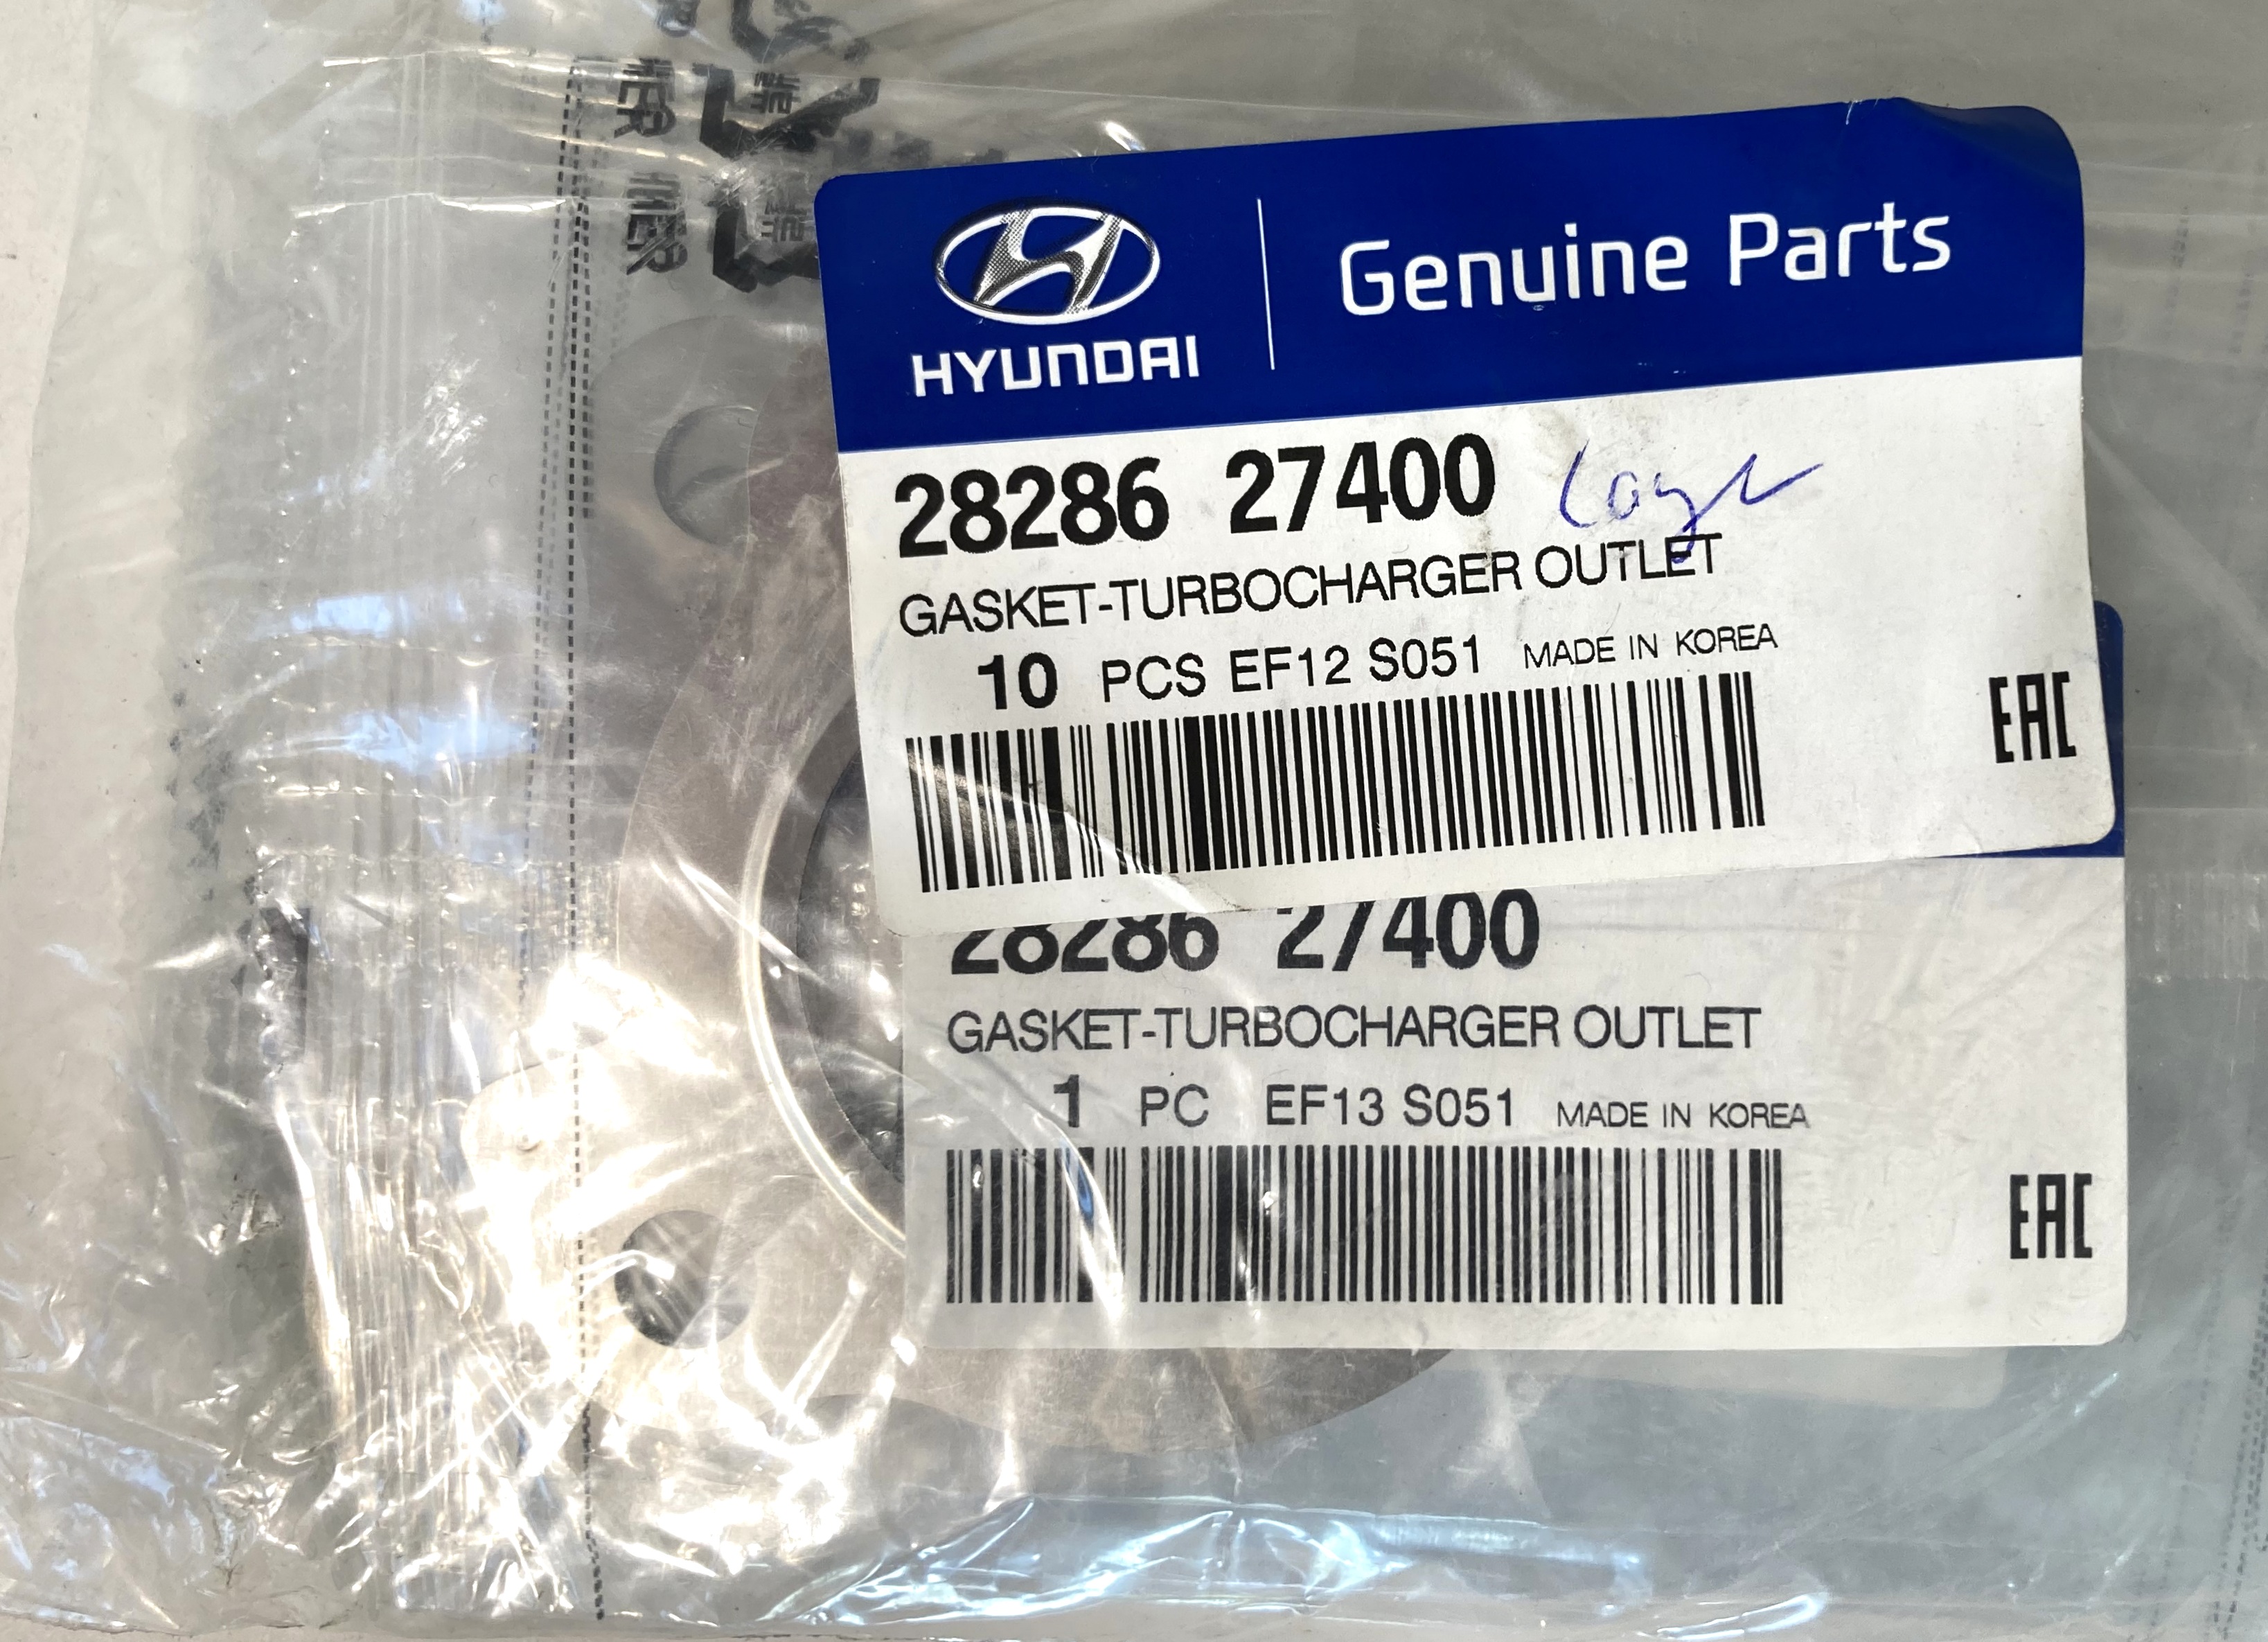 HYUNDAI
Genuine Parts
28286 27400
GASKET-TURBOCHARGER OUTLET
10 PCS EF12 S051 MADE IN KOREA
EAC
28286 27400
GASKET-TURBOCHARGER OUTLET
1 PC EF13 S051 MADE IN KOREA
EAC